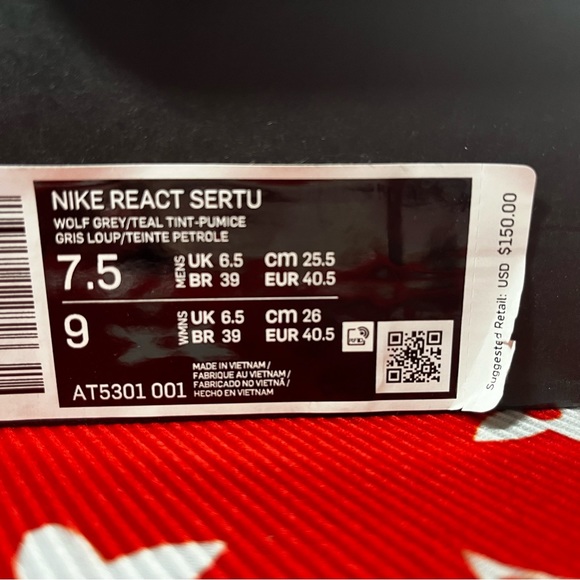 NIKE REACT SERTU
WOLF GREY/TEAL TINT-PUMICE
GRIS LOUP/TEINTE PETROLE
7.5 MENS UK 6.5 cm 25.5
BR 39 EUR 40.5
9 WMNS UK 6.5 cm 26
BR 39 EUR 40.5
AT5301 001
MADE IN VIETNAM /
FABRIQUE AU VIETNAM /
FABRICADO NO VIETNÃ /
HECHO EN VIETNAM
Suggested Retail: USD $150.00